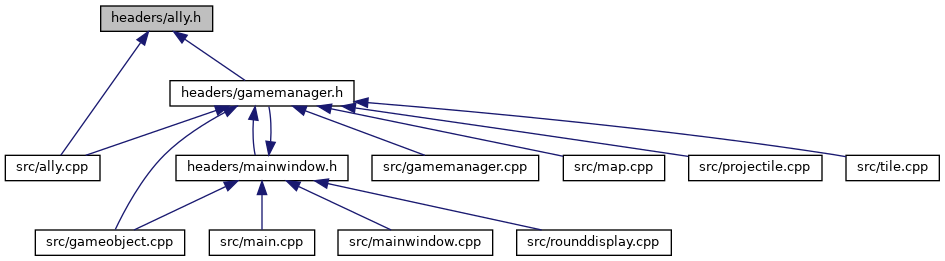 headers/ally.h
headers/gamemanager.h
src/ally.cpp
headers/mainwindow.h
src/gamemanager.cpp
src/map.cpp
src/projectile.cpp
src/tile.cpp
src/gameobject.cpp
src/main.cpp
src/mainwindow.cpp
src/rounddisplay.cpp